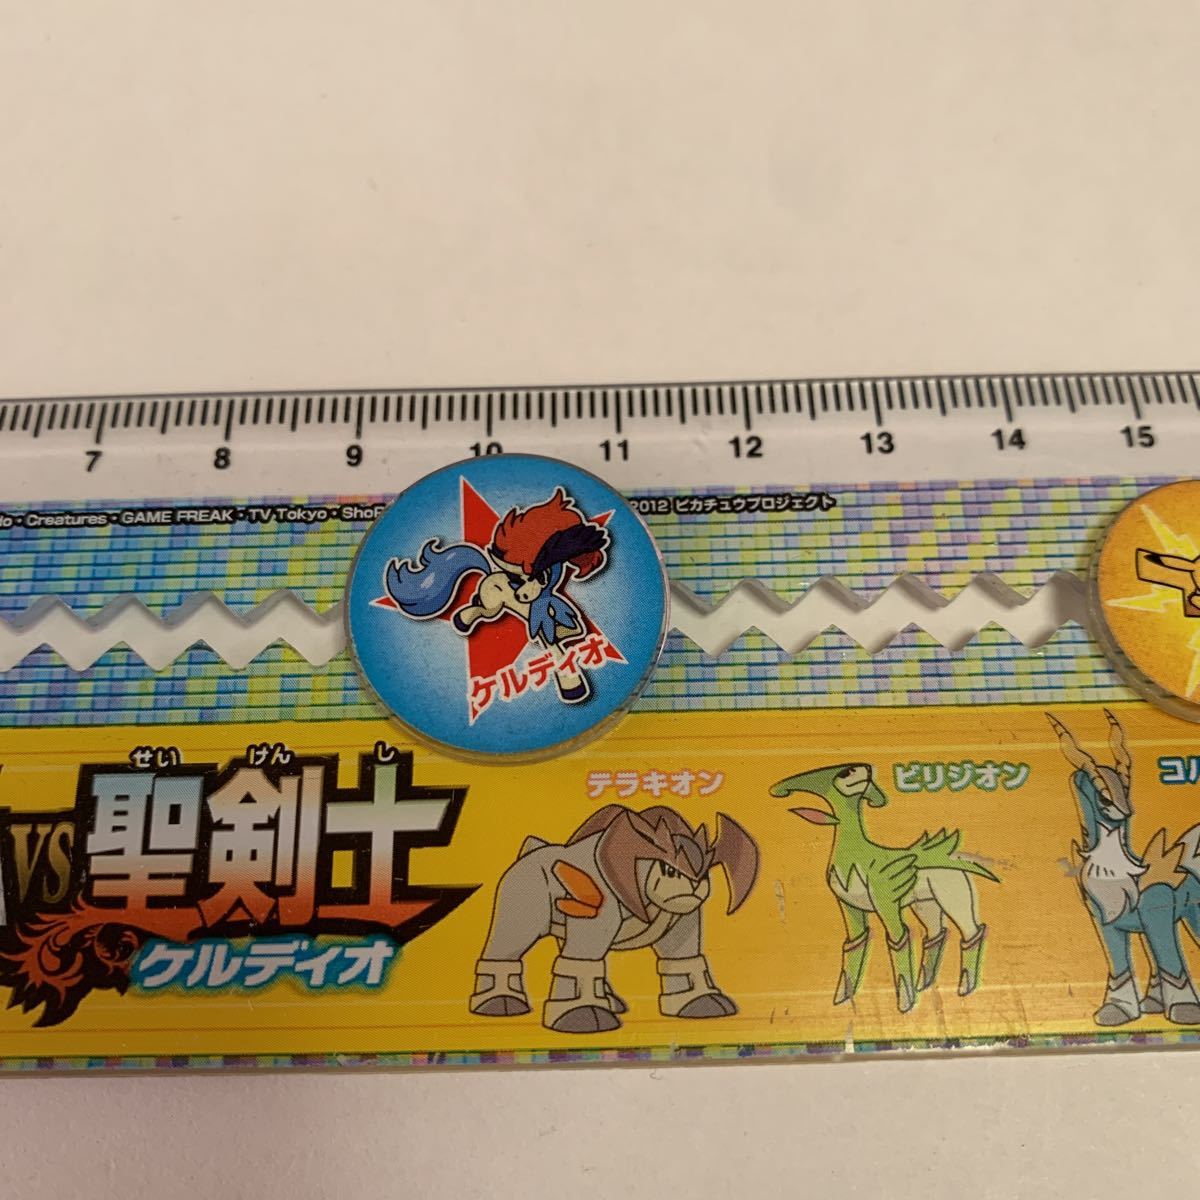 7 8 9 10 11 12 13 14 15
do・Creatures・GAME FREAK・TV Tokyo・ShoP
2012 ピカチュウプロジェクト
ケルディオ
せい けん し
VS 聖剣士
ケルディオ
テラキオン
ビリジオン
コバ